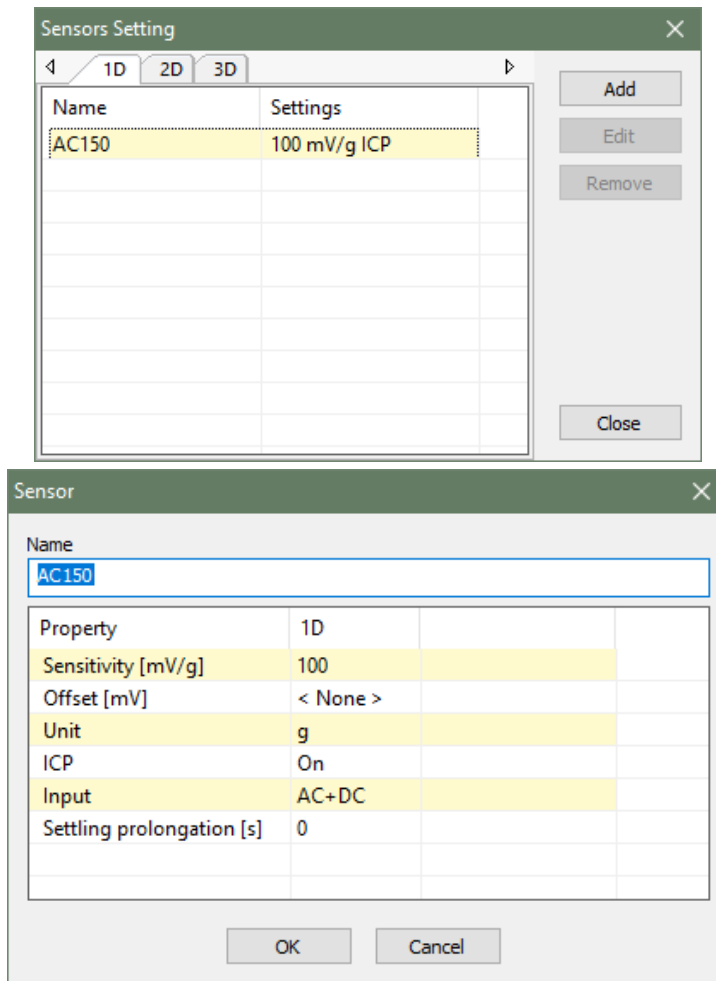 Sensors Setting
1D 2D 3D
Add
Name Settings
Edit
AC150 100 mV/g ICP
Remove
Close
Sensor
Name
AC150
Property 1D
Sensitivity [mV/g] 100
Offset [mV] < None >
Unit g
ICP On
Input AC+DC
Settling prolongation [s] 0
OK Cancel